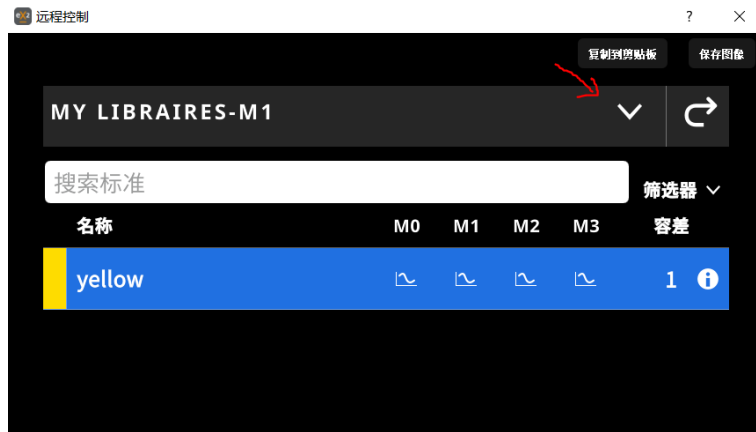 远程控制
?
复制到剪贴板 保存图像
MY LIBRAIRES-M1
搜索标准
筛选器
名称 M0 M1 M2 M3 容差
yellow 1